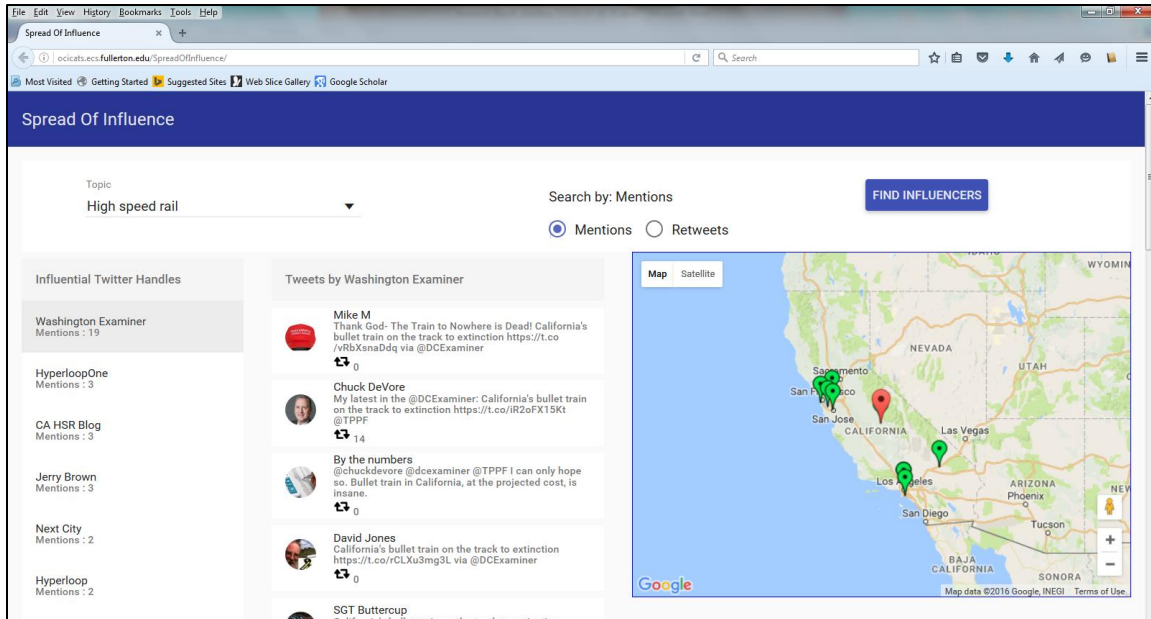 File Edit View History Bookmarks Tools Help
Spread Of Influence × +
ocicats.ecs.fullerton.edu/SpreadOfInfluence/
Search
Most Visited Getting Started Suggested Sites Web Slice Gallery Google Scholar
Spread Of Influence
Topic
High speed rail
Search by: Mentions
Mentions Retweets
FIND INFLUENCERS
Influential Twitter Handles
Washington Examiner
Mentions : 19
HyperloopOne
Mentions : 3
CA HSR Blog
Mentions : 3
Jerry Brown
Mentions : 3
Next City
Mentions : 2
Hyperloop
Mentions : 2
Tweets by Washington Examiner
Mike M
Thank God- The Train to Nowhere is Dead! California's
bullet train on the track to extinction https://t.co
/vRbXsnaDdq via @DCExaminer
0
Chuck DeVore
My latest in the @DCExaminer: California's bullet train
on the track to extinction https://t.co/iR2oFX15Kt
@TPPF
14
By the numbers
@chuckdevore @dcexaminer @TPPF I can only hope
so. Bullet train in California, at the projected cost, is
insane.
0
David Jones
California's bullet train on the track to extinction
https://t.co/rCLXu3mg3L via @DCExaminer
0
SGT Buttercup
Map Satellite
IDAHO
WYOMIN
NEVADA
UTAH
Sacramento
San Francisco
San Jose
CALIFORNIA
Las Vegas
Los Angeles
ARIZONA
Phoenix
NEW
San Diego
Tucson
BAJA
CALIFORNIA
SONORA
+
−
Google
Map data ©2016 Google, INEGI Terms of Use